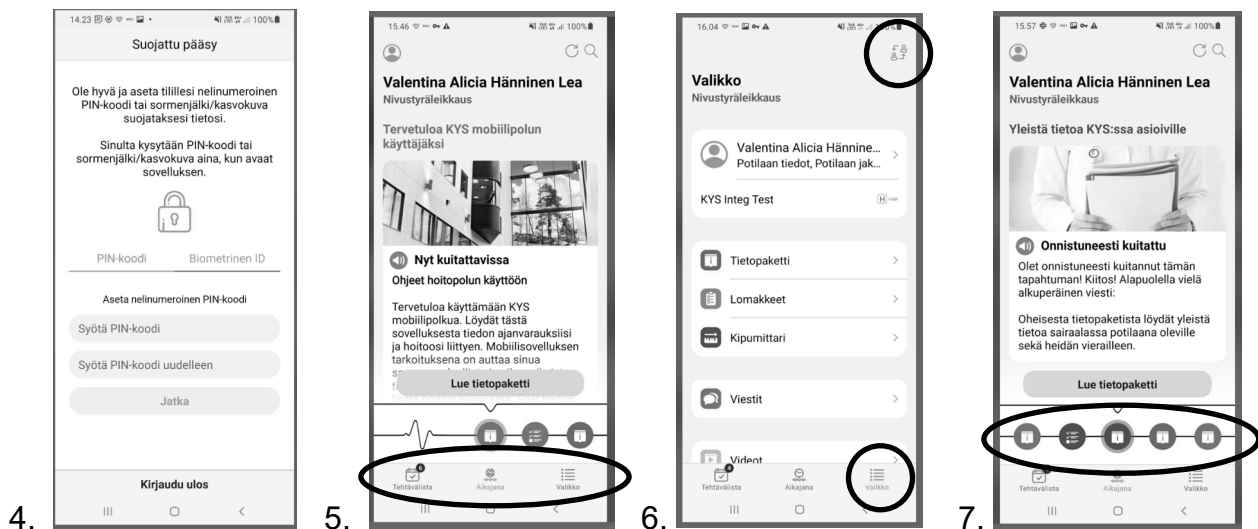 14.23
100%
Suojattu pääsy
Ole hyvä ja aseta tilillesi nelinumeroinen
PIN-koodi tai sormenjälki/kasvokuva
suojataksesi tietosi.
Sinulta kysytään PIN-koodi tai
sormenjälki/kasvokuva aina, kun avaat
sovelluksen.
PIN-koodi
Biometrinen ID
Aseta nelinumeroinen PIN-koodi
Syötä PIN-koodi
Syötä PIN-koodi uudelleen
Jatka
Kirjaudu ulos
4.
15.46
100%
Valentina Alicia Hänninen Lea
Nivustyräleikkaus
Tervetuloa KYS mobiilipolun
käyttäjäksi
Nyt kuitattavissa
Ohjeet hoitopolun käyttöön
Tervetuloa käyttämään KYS
mobiilipolkua. Löydät tästä
sovelluksesta tiedon ajanvarauksiisi
ja hoitoosi liittyen. Mobiilisovelluksen
tarkoituksena on auttaa sinua
Lue tietopaketti
6
Tehtävälista
Aikajana
Valikko
5.
16.04
100%
Valikko
Nivustyräleikkaus
Valentina Alicia Hännine...
Potilaan tiedot, Potilaan jak...
KYS Integ Test
Tietopaketti
Lomakkeet
Kipumittari
Viestit
Videot
4
Tehtävälista
Aikajana
Valikko
6.
15.57
100%
Valentina Alicia Hänninen Lea
Nivustyräleikkaus
Yleistä tietoa KYS:ssa asioiville
Onnistuneesti kuitattu
Olet onnistuneesti kuitannut tämän
tapahtuman! Kiitos! Alapuolella vielä
alkuperäinen viesti:
Oheisesta tietopaketista löydät yleistä
tietoa sairaalassa potilaana oleville
sekä heidän vierailleen.
Lue tietopaketti
Tehtävälista
Aikajana
Valikko
7.